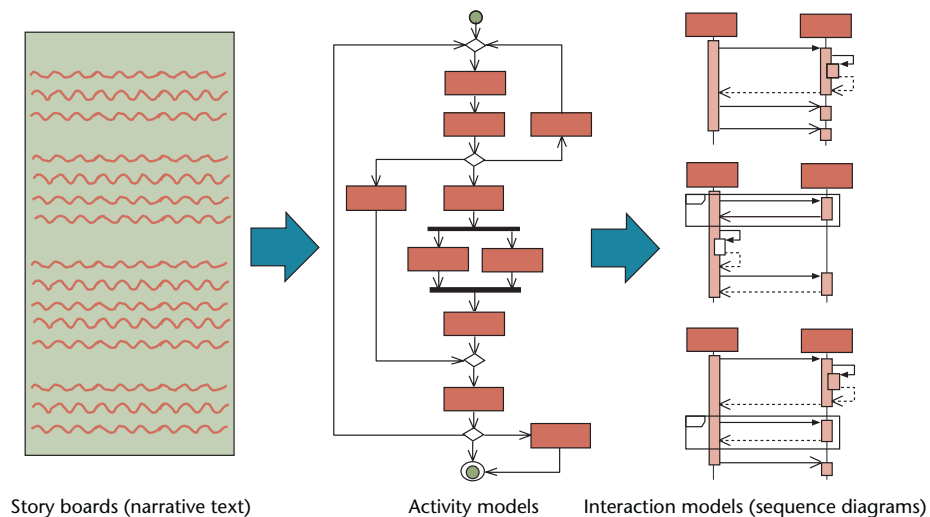 Story boards (narrative text)
Activity models
Interaction models (sequence diagrams)